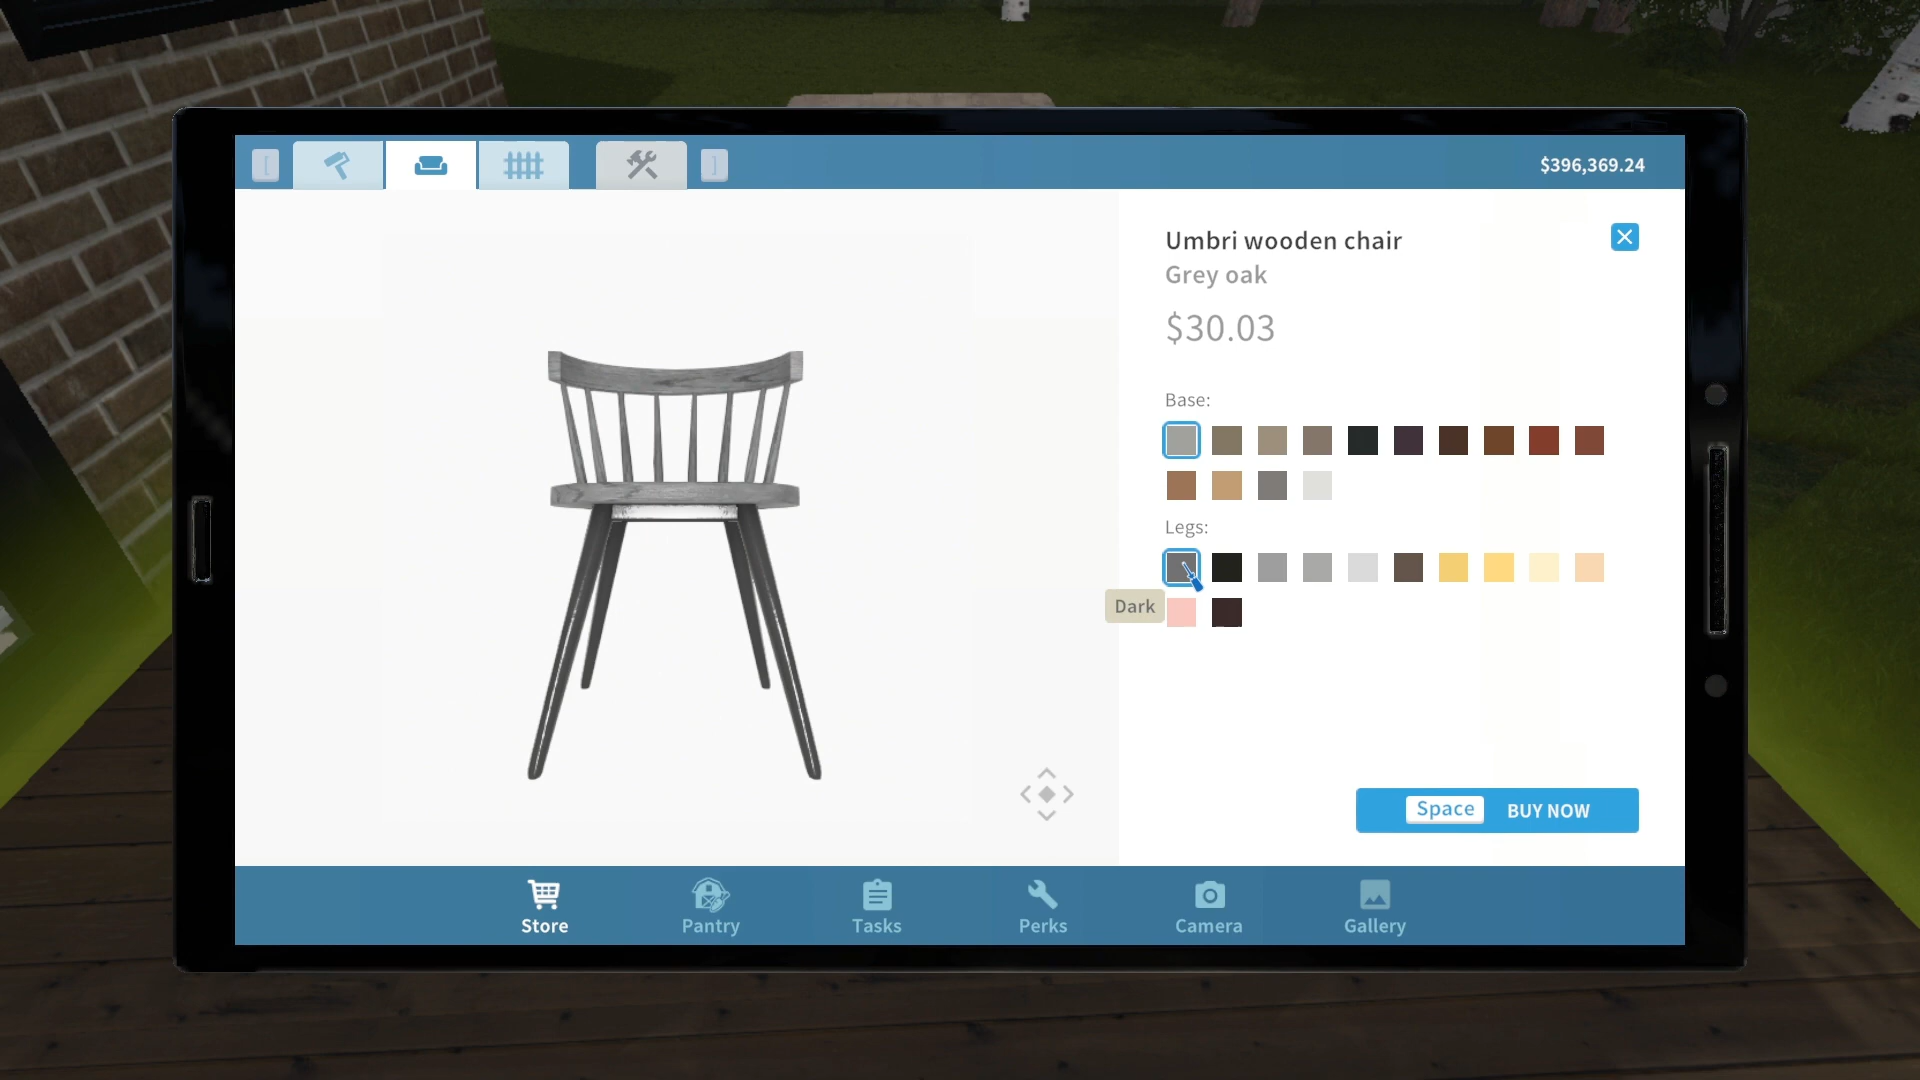 [
]
$396,369.24
Umbri wooden chair
Grey oak
$30.03
Base:
Legs:
Dark
Space BUY NOW
Store
Pantry
Tasks
Perks
Camera
Gallery